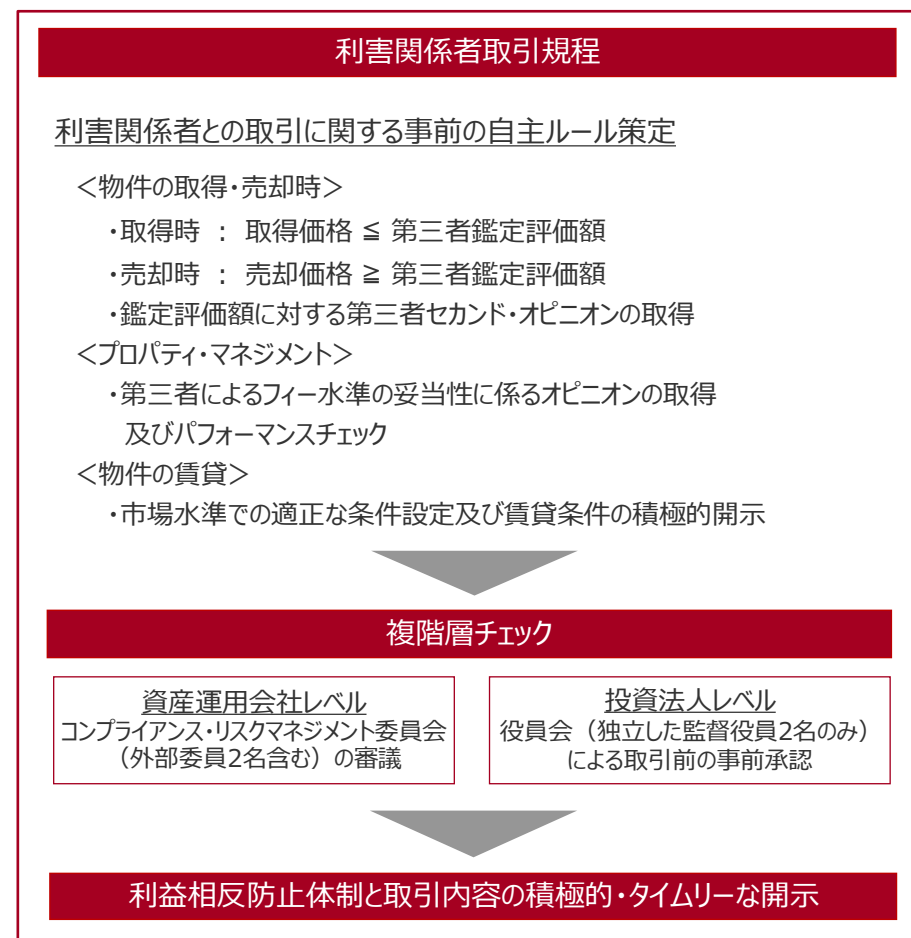 利害関係者取引規程
利害関係者との取引に関する事前の自主ルール策定
＜物件の取得・売却時＞
・取得時 ： 取得価格 ≦ 第三者鑑定評価額
・売却時 ： 売却価格 ≧ 第三者鑑定評価額
・鑑定評価額に対する第三者セカンド・オピニオンの取得
＜プロパティ・マネジメント＞
・第三者によるフィー水準の妥当性に係るオピニオンの取得
及びパフォーマンスチェック
＜物件の賃貸＞
・市場水準での適正な条件設定及び賃貸条件の積極的開示
複階層チェック
資産運用会社レベル
コンプライアンス・リスクマネジメント委員会
（外部委員2名含む）の審議
投資法人レベル
役員会（独立した監督役員2名のみ）
による取引前の事前承認
利益相反防止体制と取引内容の積極的・タイムリーな開示